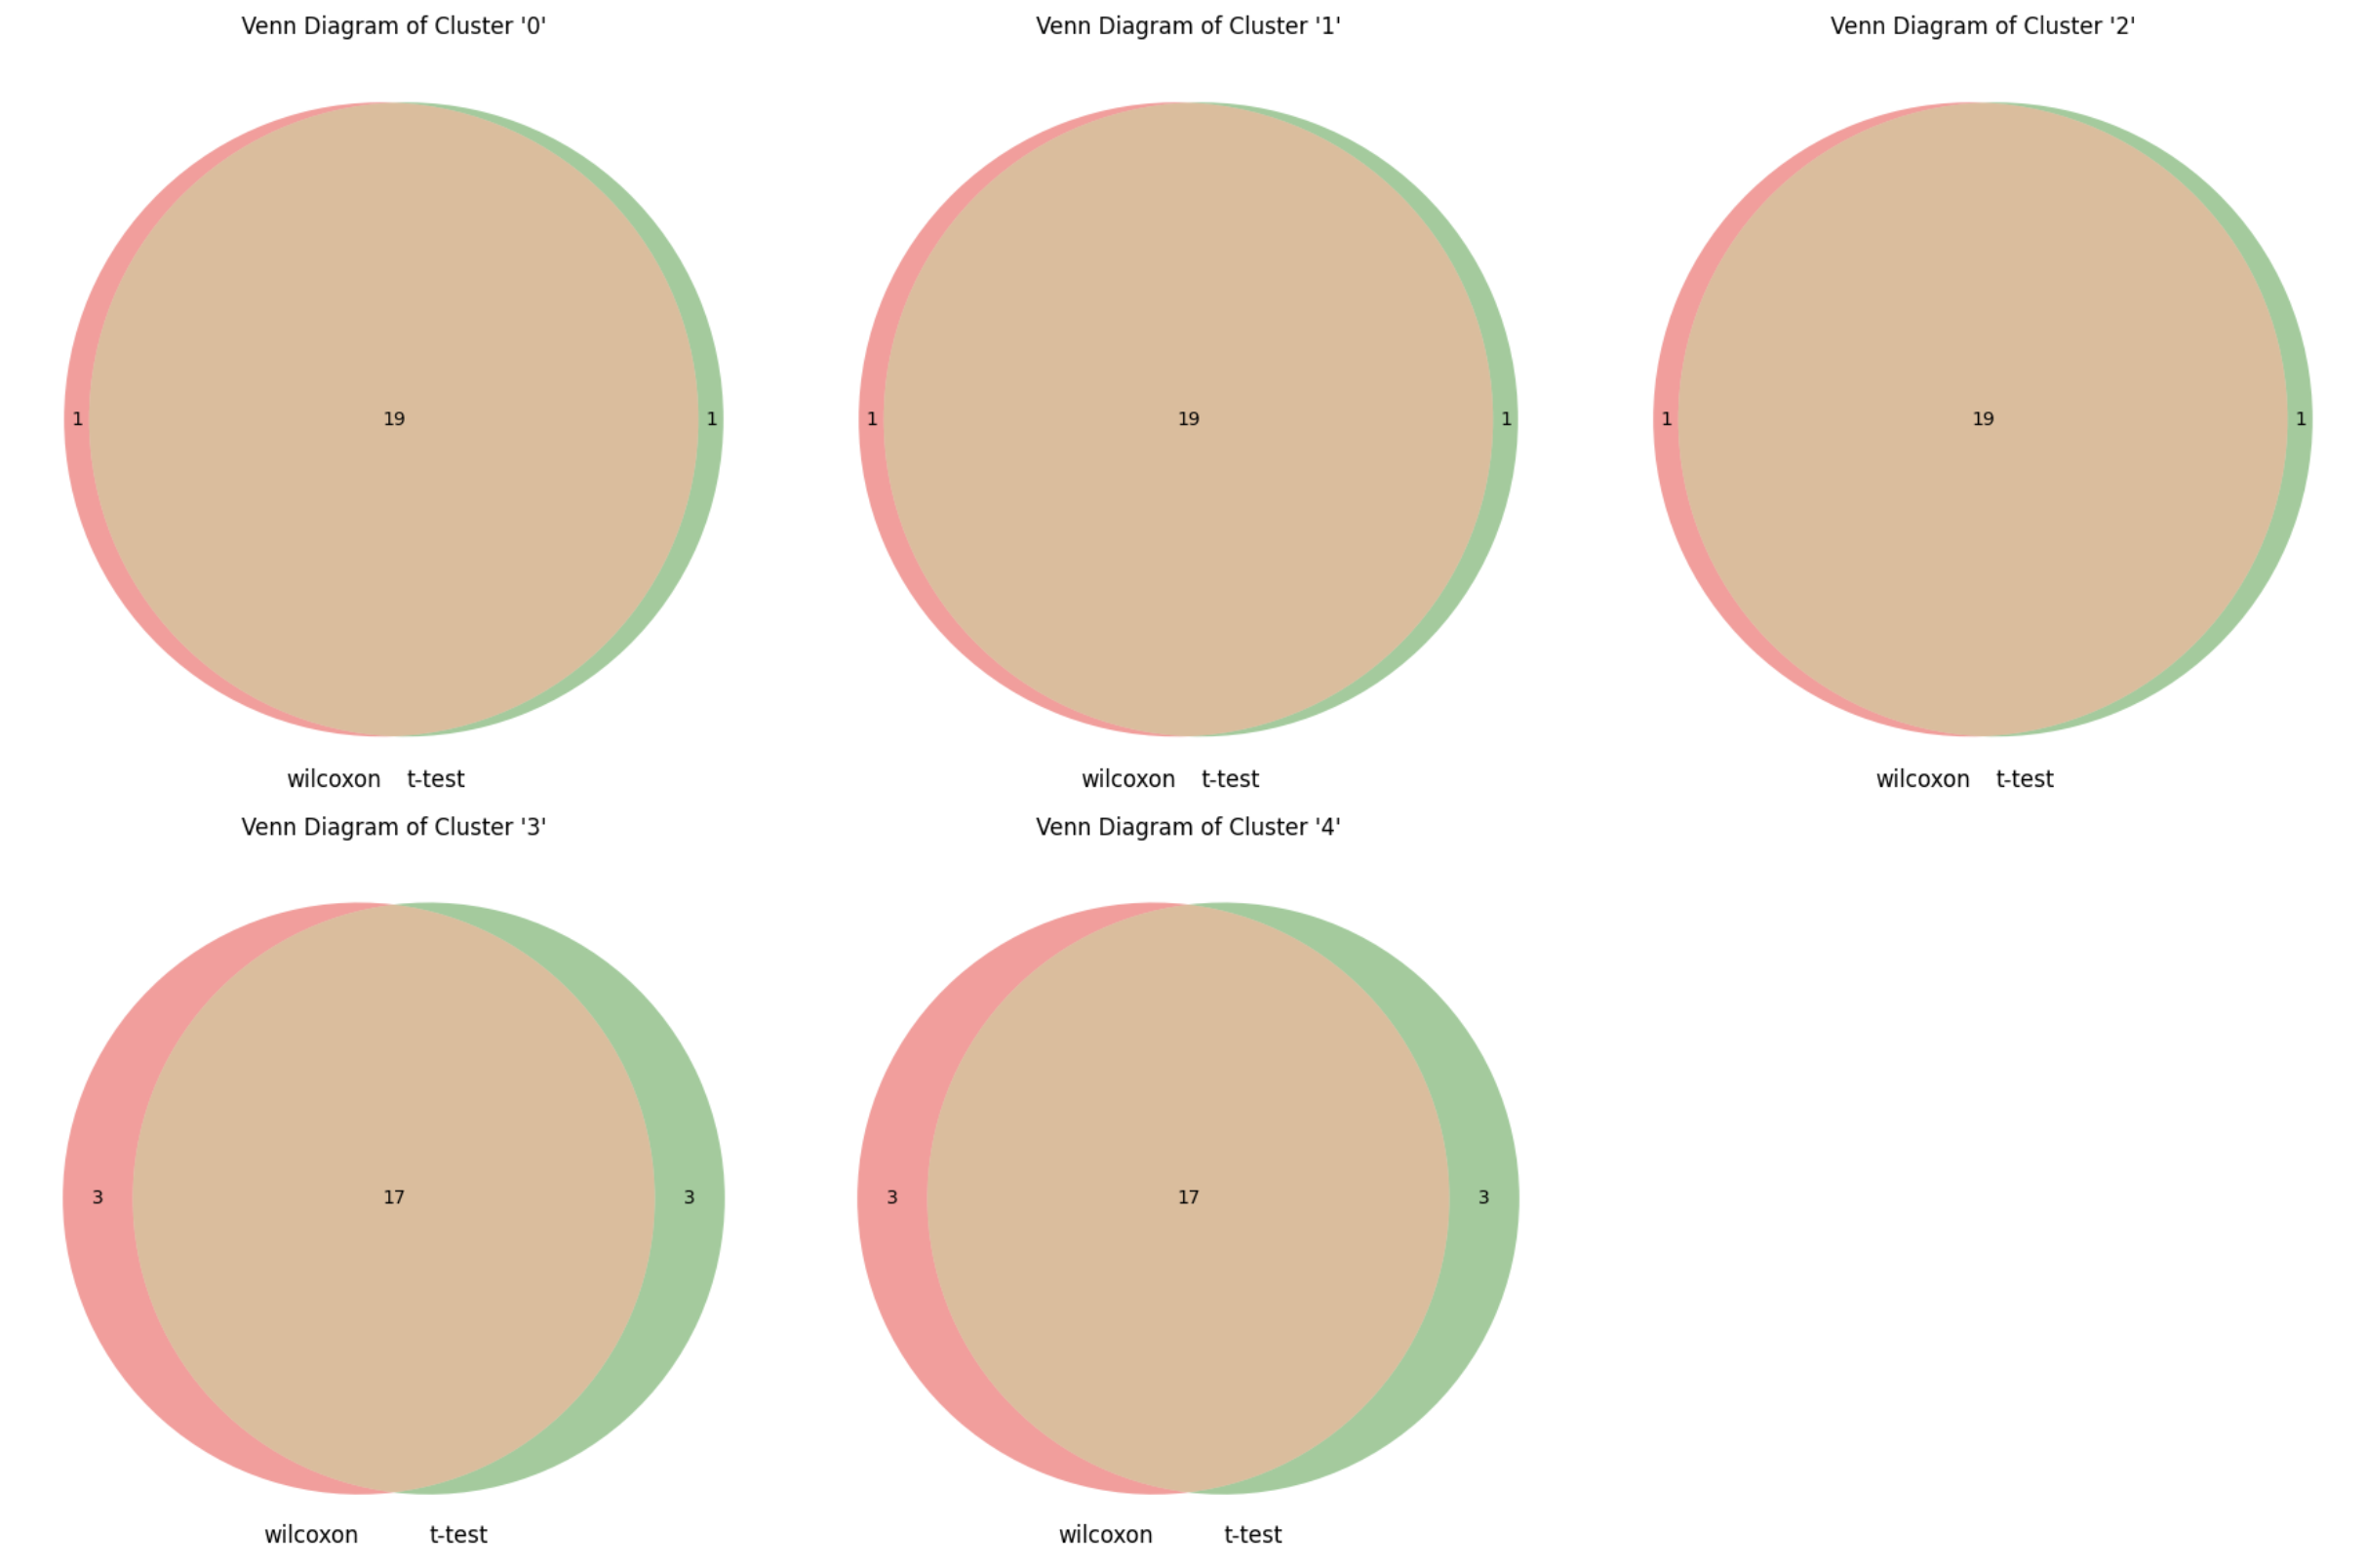 Venn Diagram of Cluster '0'
1
19
1
wilcoxon
t-test
Venn Diagram of Cluster '1'
1
19
1
wilcoxon
t-test
Venn Diagram of Cluster '2'
1
19
1
wilcoxon
t-test
Venn Diagram of Cluster '3'
3
17
3
wilcoxon
t-test
Venn Diagram of Cluster '4'
3
17
3
wilcoxon
t-test